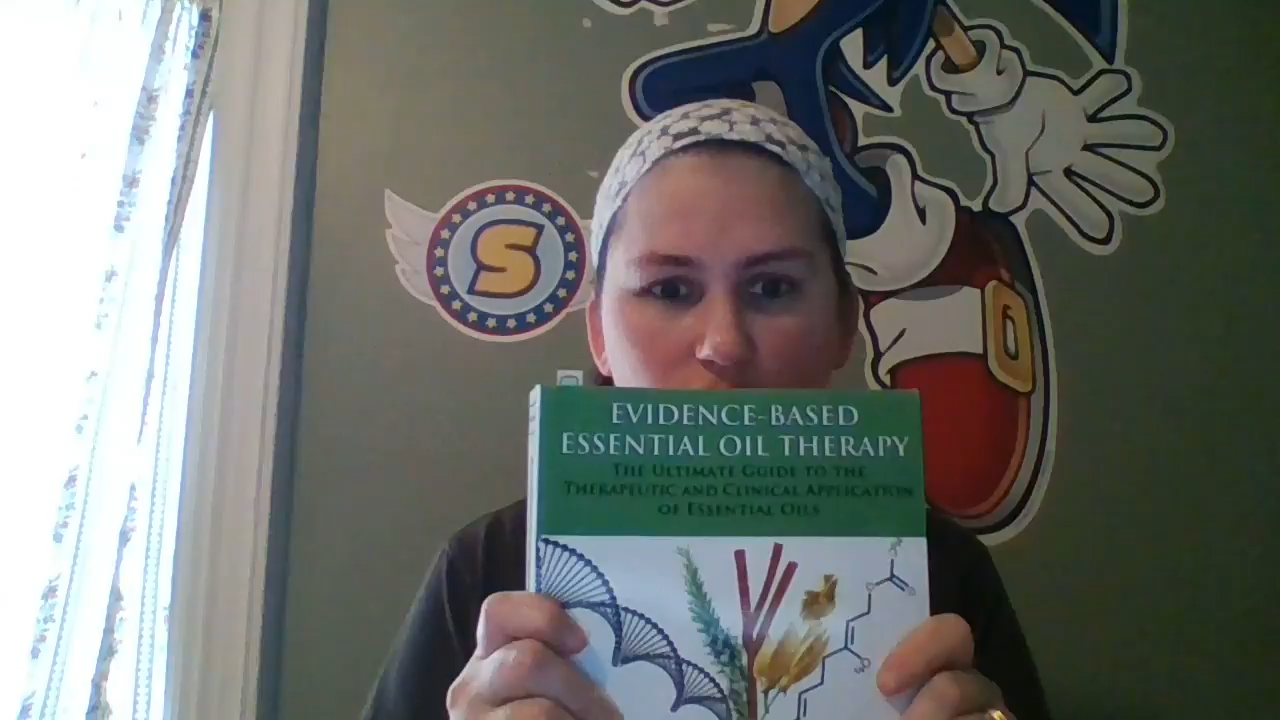 S
EVIDENCE-BASED
ESSENTIAL OIL THERAPY
THE ULTIMATE GUIDE TO THE
THERAPEUTIC AND CLINICAL APPLICATION
OF ESSENTIAL OILS